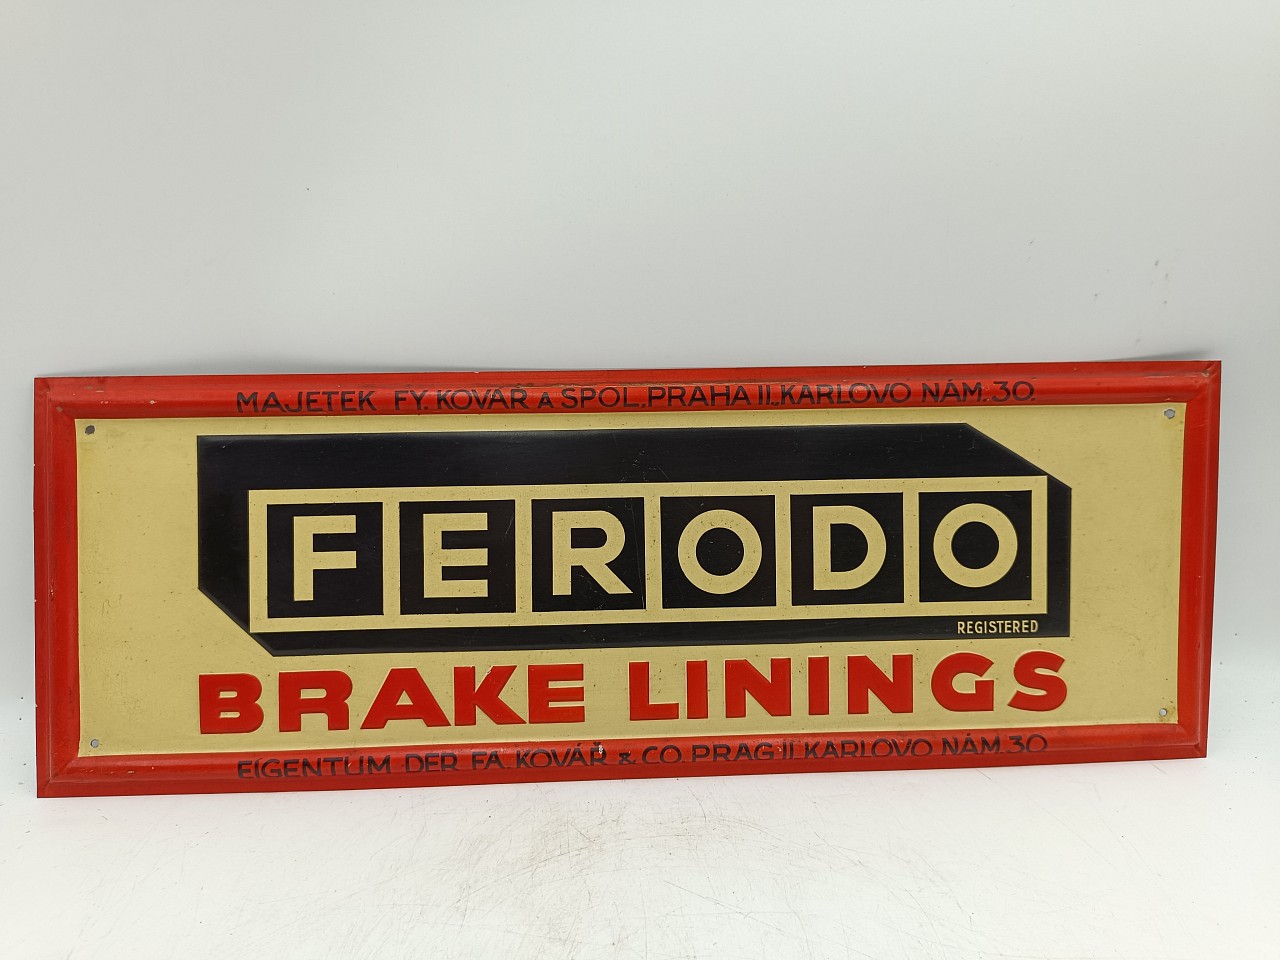 MAJETEK FY. KOVÁŘ A SPOL., PRAHA II., KARLOVO NÁM. 30.
FERODO
REGISTERED
BRAKE LININGS
EIGENTUM DER FA. KOVÁŘ & CO. PRAG II. KARLOVO NÁM. 30